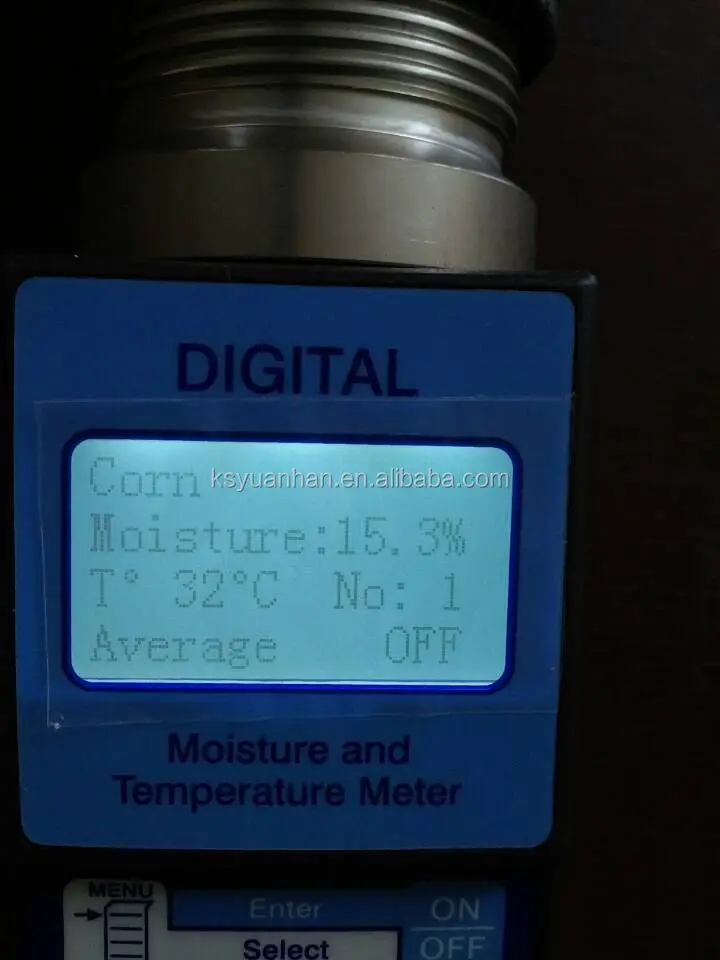 DIGITAL
Corn
ksyuanhan.en.alibaba.com
Moisture:15.3%
T° 32°C No: 1
Average OFF
Moisture and
Temperature Meter
MENU
Enter ON
Select OFF